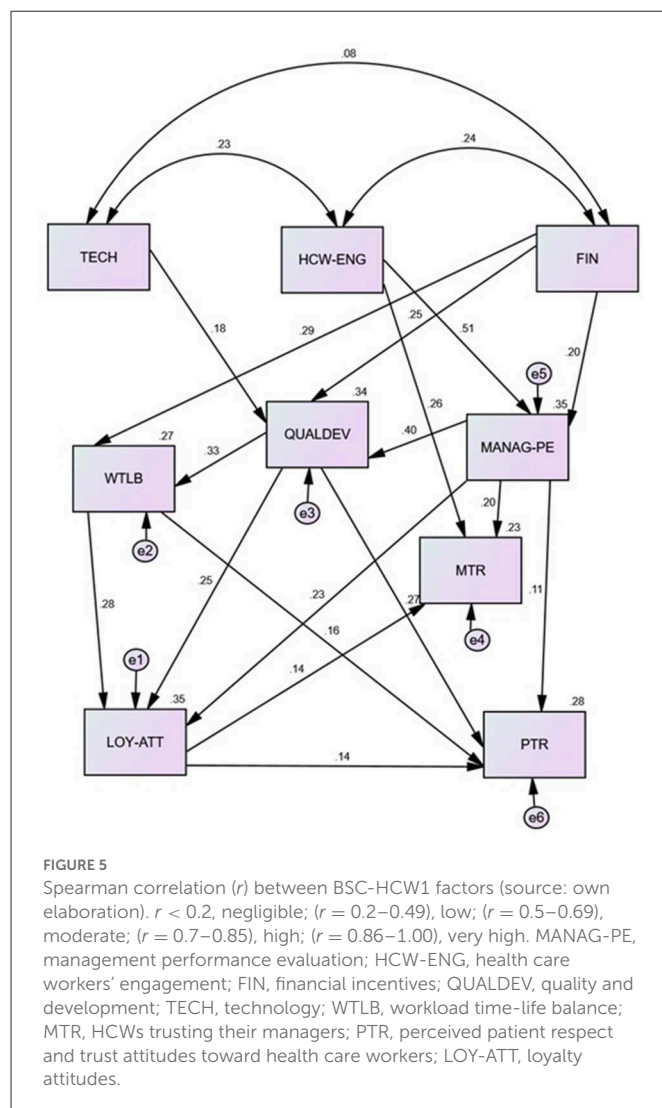 .08
.23
.24
TECH
HCW-ENG
FIN
.18
.29
.25
.51
.20
e5
.34
.35
.26
QUALDEV
.40
MANAG-PE
.27
.33
WTLB
e3
.20
.23
e2
MTR
.28
.25
.23
.27
.11
.16
e4
e1
.14
.35
.28
LOY-ATT
PTR
.14
e6
FIGURE 5
Spearman correlation (r) between BSC-HCW1 factors (source: own
elaboration). r < 0.2, negligible; (r = 0.2–0.49), low; (r = 0.5–0.69),
moderate; (r = 0.7–0.85), high; (r = 0.86–1.00), very high. MANAG-PE,
management performance evaluation; HCW-ENG, health care
workers' engagement; FIN, financial incentives; QUALDEV, quality and
development; TECH, technology; WTLB, workload time-life balance;
MTR, HCWs trusting their managers; PTR, perceived patient respect
and trust attitudes toward health care workers; LOY-ATT, loyalty
attitudes.